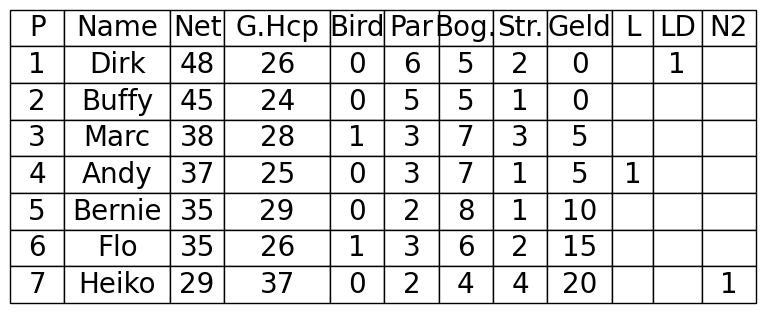 P Name Net G.Hcp Bird Par Bog. Str. Geld L LD N2
1 Dirk 48 26 0 6 5 2 0 1
2 Buffy 45 24 0 5 5 1 0
3 Marc 38 28 1 3 7 3 5
4 Andy 37 25 0 3 7 1 5 1
5 Bernie 35 29 0 2 8 1 10
6 Flo 35 26 1 3 6 2 15
7 Heiko 29 37 0 2 4 4 20 1